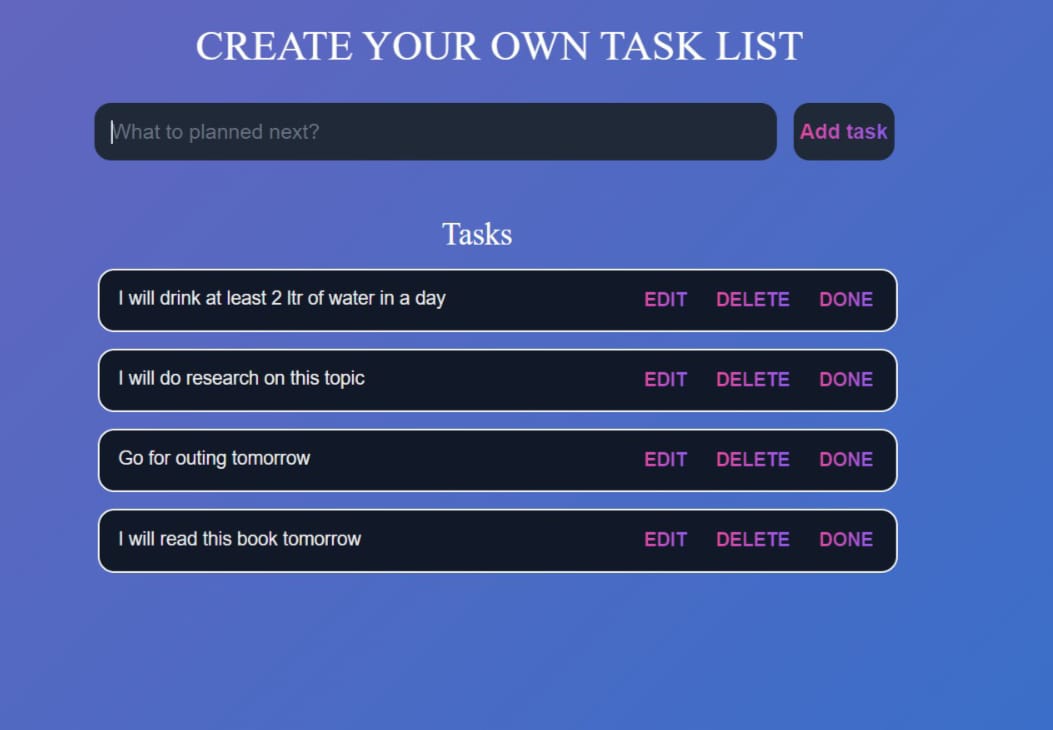 CREATE YOUR OWN TASK LIST
What to planned next? Add task
Tasks
I will drink at least 2 ltr of water in a day EDIT DELETE DONE
I will do research on this topic EDIT DELETE DONE
Go for outing tomorrow EDIT DELETE DONE
I will read this book tomorrow EDIT DELETE DONE